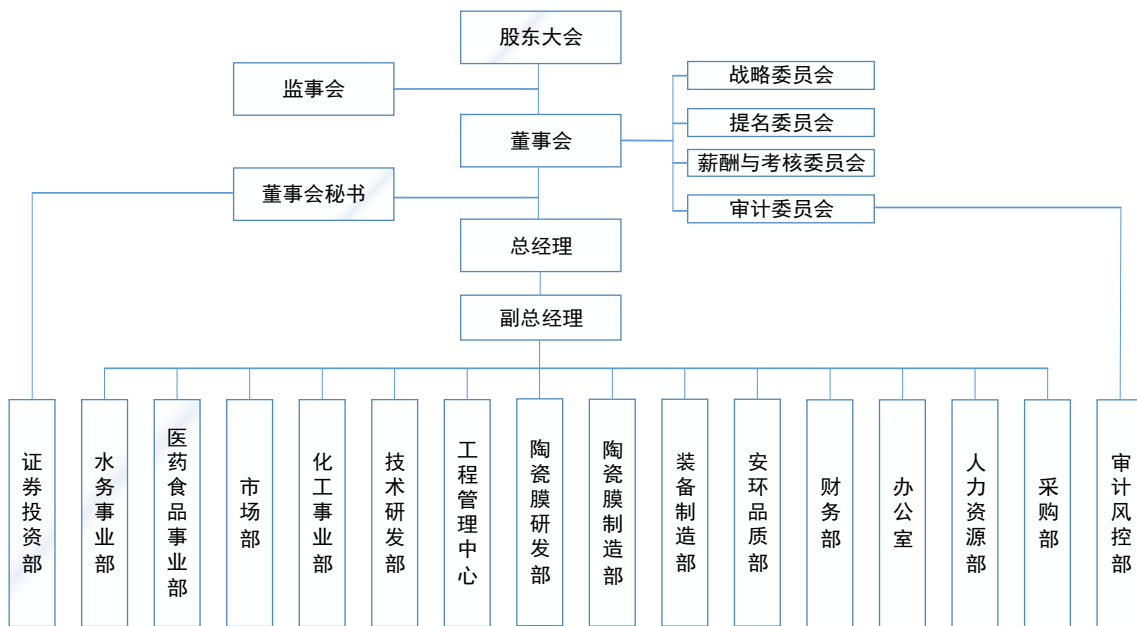 股东大会
监事会
战略委员会
提名委员会
董事会
薪酬与考核委员会
董事会秘书
审计委员会
总经理
副总经理
证券投资部
水务事业部
医药食品事业部
市场部
化工事业部
技术研发部
工程管理中心
陶瓷膜研发部
陶瓷膜制造部
装备制造部
安环品质部
财务部
办公室
人力资源部
采购部
审计风控部